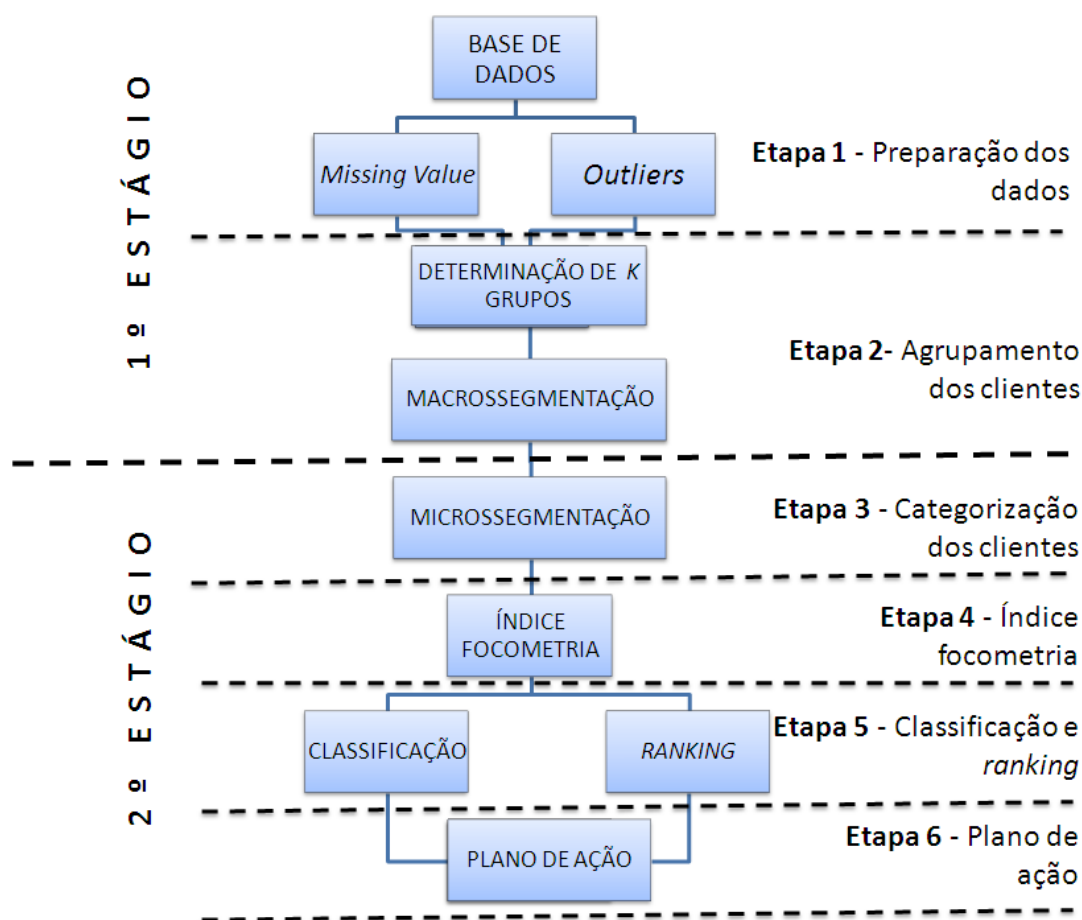 1º ESTÁGIO
BASE DE
DADOS
Missing Value
Outliers
Etapa 1 - Preparação dos
dados
DETERMINAÇÃO DE K
GRUPOS
MACROSSEGMENTAÇÃO
Etapa 2- Agrupamento
dos clientes
2º ESTÁGIO
MICROSSEGMENTAÇÃO
Etapa 3 - Categorização
dos clientes
ÍNDICE
FOCOMETRIA
Etapa 4 - Índice
focometria
CLASSIFICAÇÃO
RANKING
Etapa 5 - Classificação e
ranking
PLANO DE AÇÃO
Etapa 6 - Plano de
ação